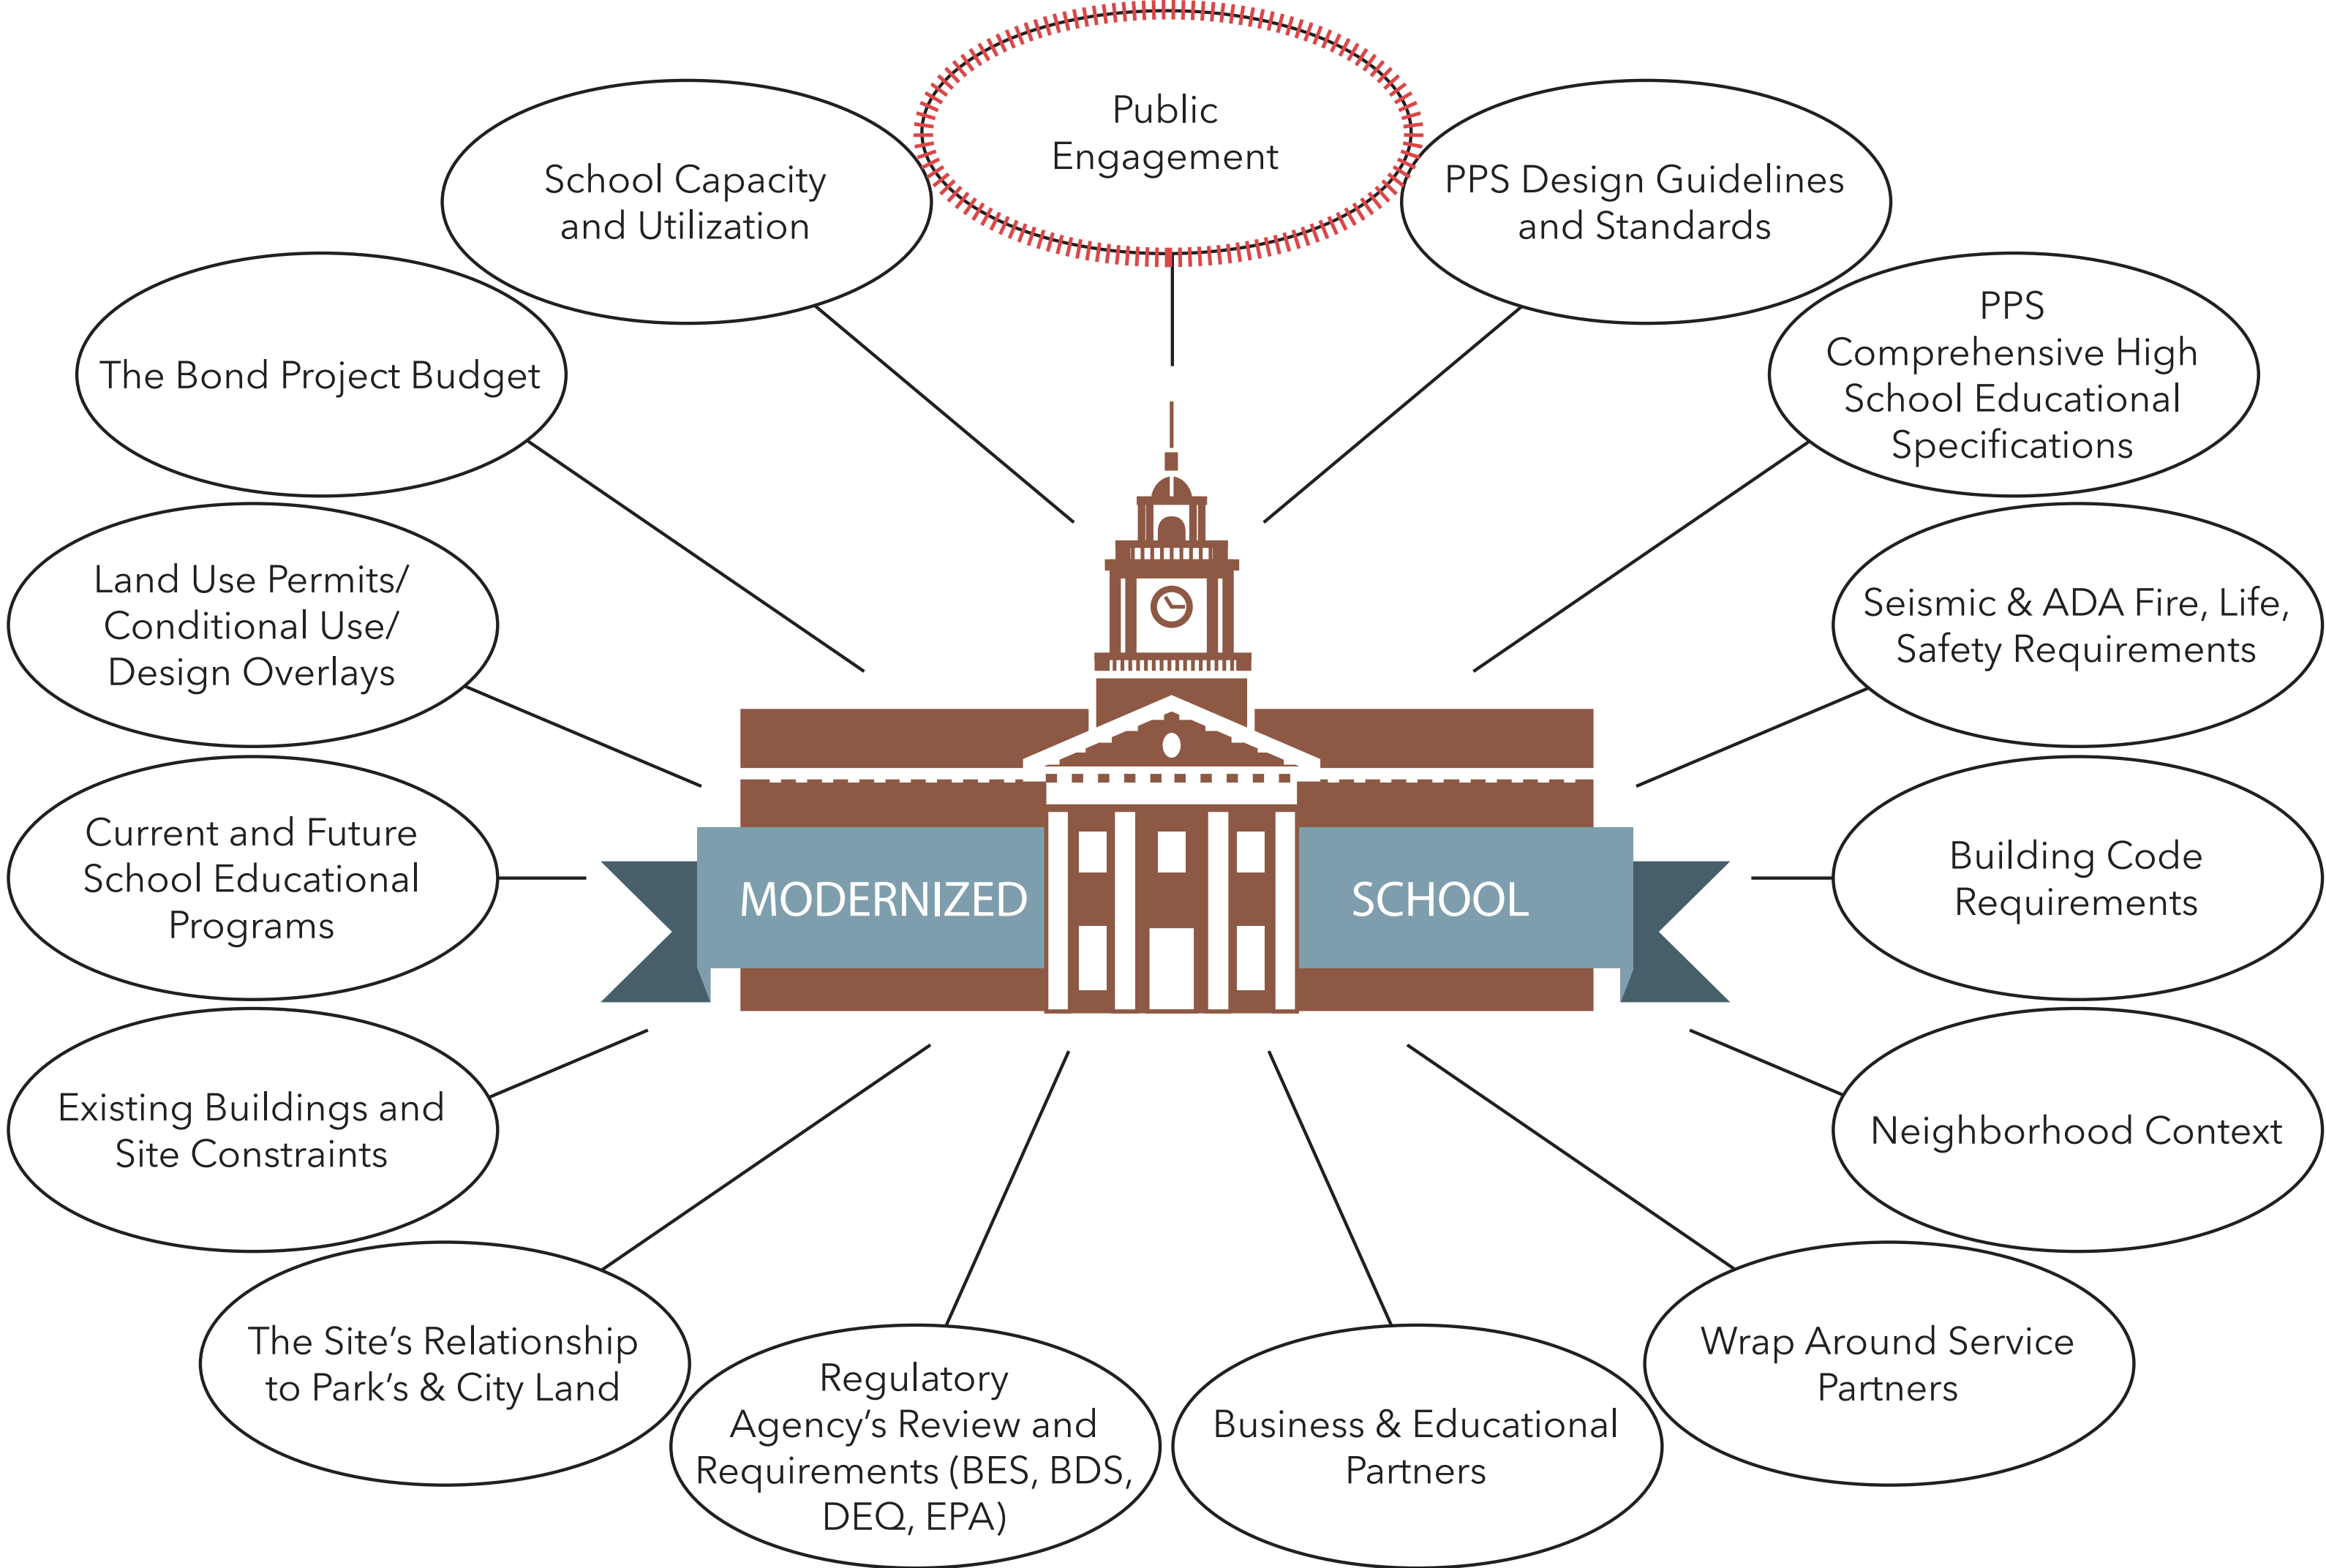 Public
Engagement
School Capacity
and Utilization
PPS Design Guidelines
and Standards
The Bond Project Budget
PPS
Comprehensive High
School Educational
Specifications
Land Use Permits/
Conditional Use/
Design Overlays
Seismic & ADA Fire, Life,
Safety Requirements
Current and Future
School Educational
Programs
MODERNIZED SCHOOL
Building Code
Requirements
Existing Buildings and
Site Constraints
Neighborhood Context
The Site’s Relationship
to Park’s & City Land
Regulatory
Agency’s Review and
Requirements (BES, BDS,
DEQ, EPA)
Business & Educational
Partners
Wrap Around Service
Partners